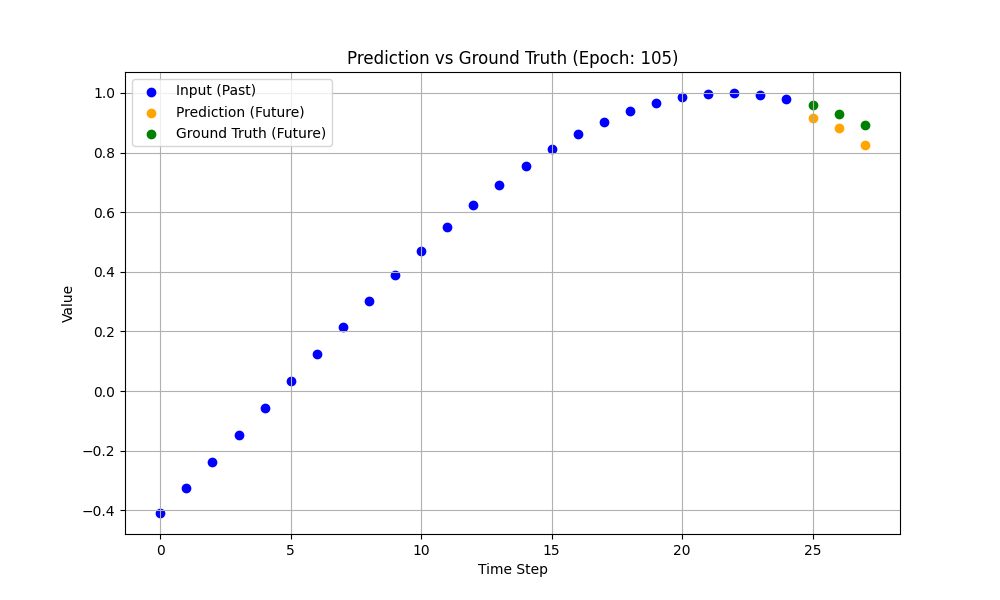 Prediction vs Ground Truth (Epoch: 105)
Input (Past)
Prediction (Future)
Ground Truth (Future)
Value
1.0
0.8
0.6
0.4
0.2
0.0
−0.2
−0.4
0 5 10 15 20 25
Time Step